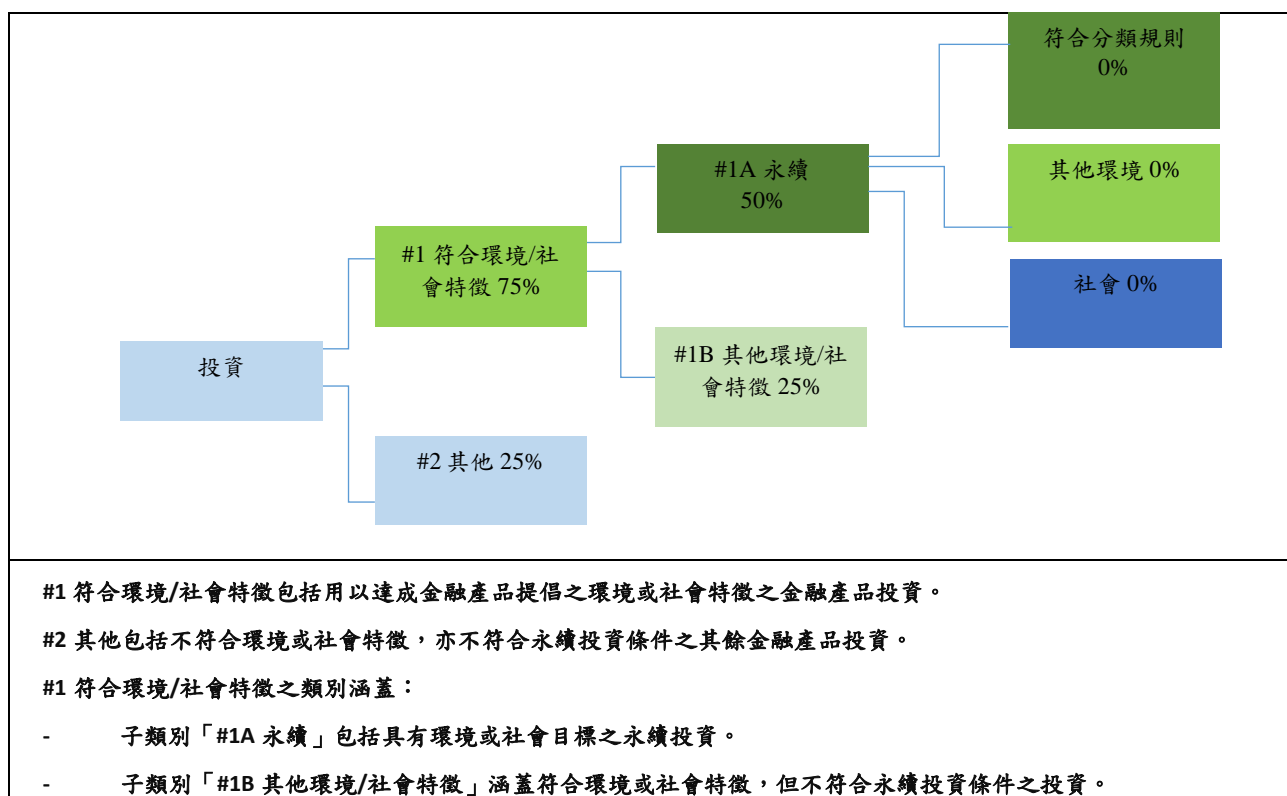 符合分類規則
0%
#1A 永續
50%
其他環境 0%
#1 符合環境/社
會特徵 75%
社會 0%
投資
#1B 其他環境/社
會特徵 25%
#2 其他 25%
#1 符合環境/社會特徵包括用以達成金融產品提倡之環境或社會特徵之金融產品投資。
#2 其他包括不符合環境或社會特徵，亦不符合永續投資條件之其餘金融產品投資。
#1 符合環境/社會特徵之類別涵蓋：
- 子類別「#1A 永續」包括具有環境或社會目標之永續投資。
- 子類別「#1B 其他環境/社會特徵」涵蓋符合環境或社會特徵，但不符合永續投資條件之投資。